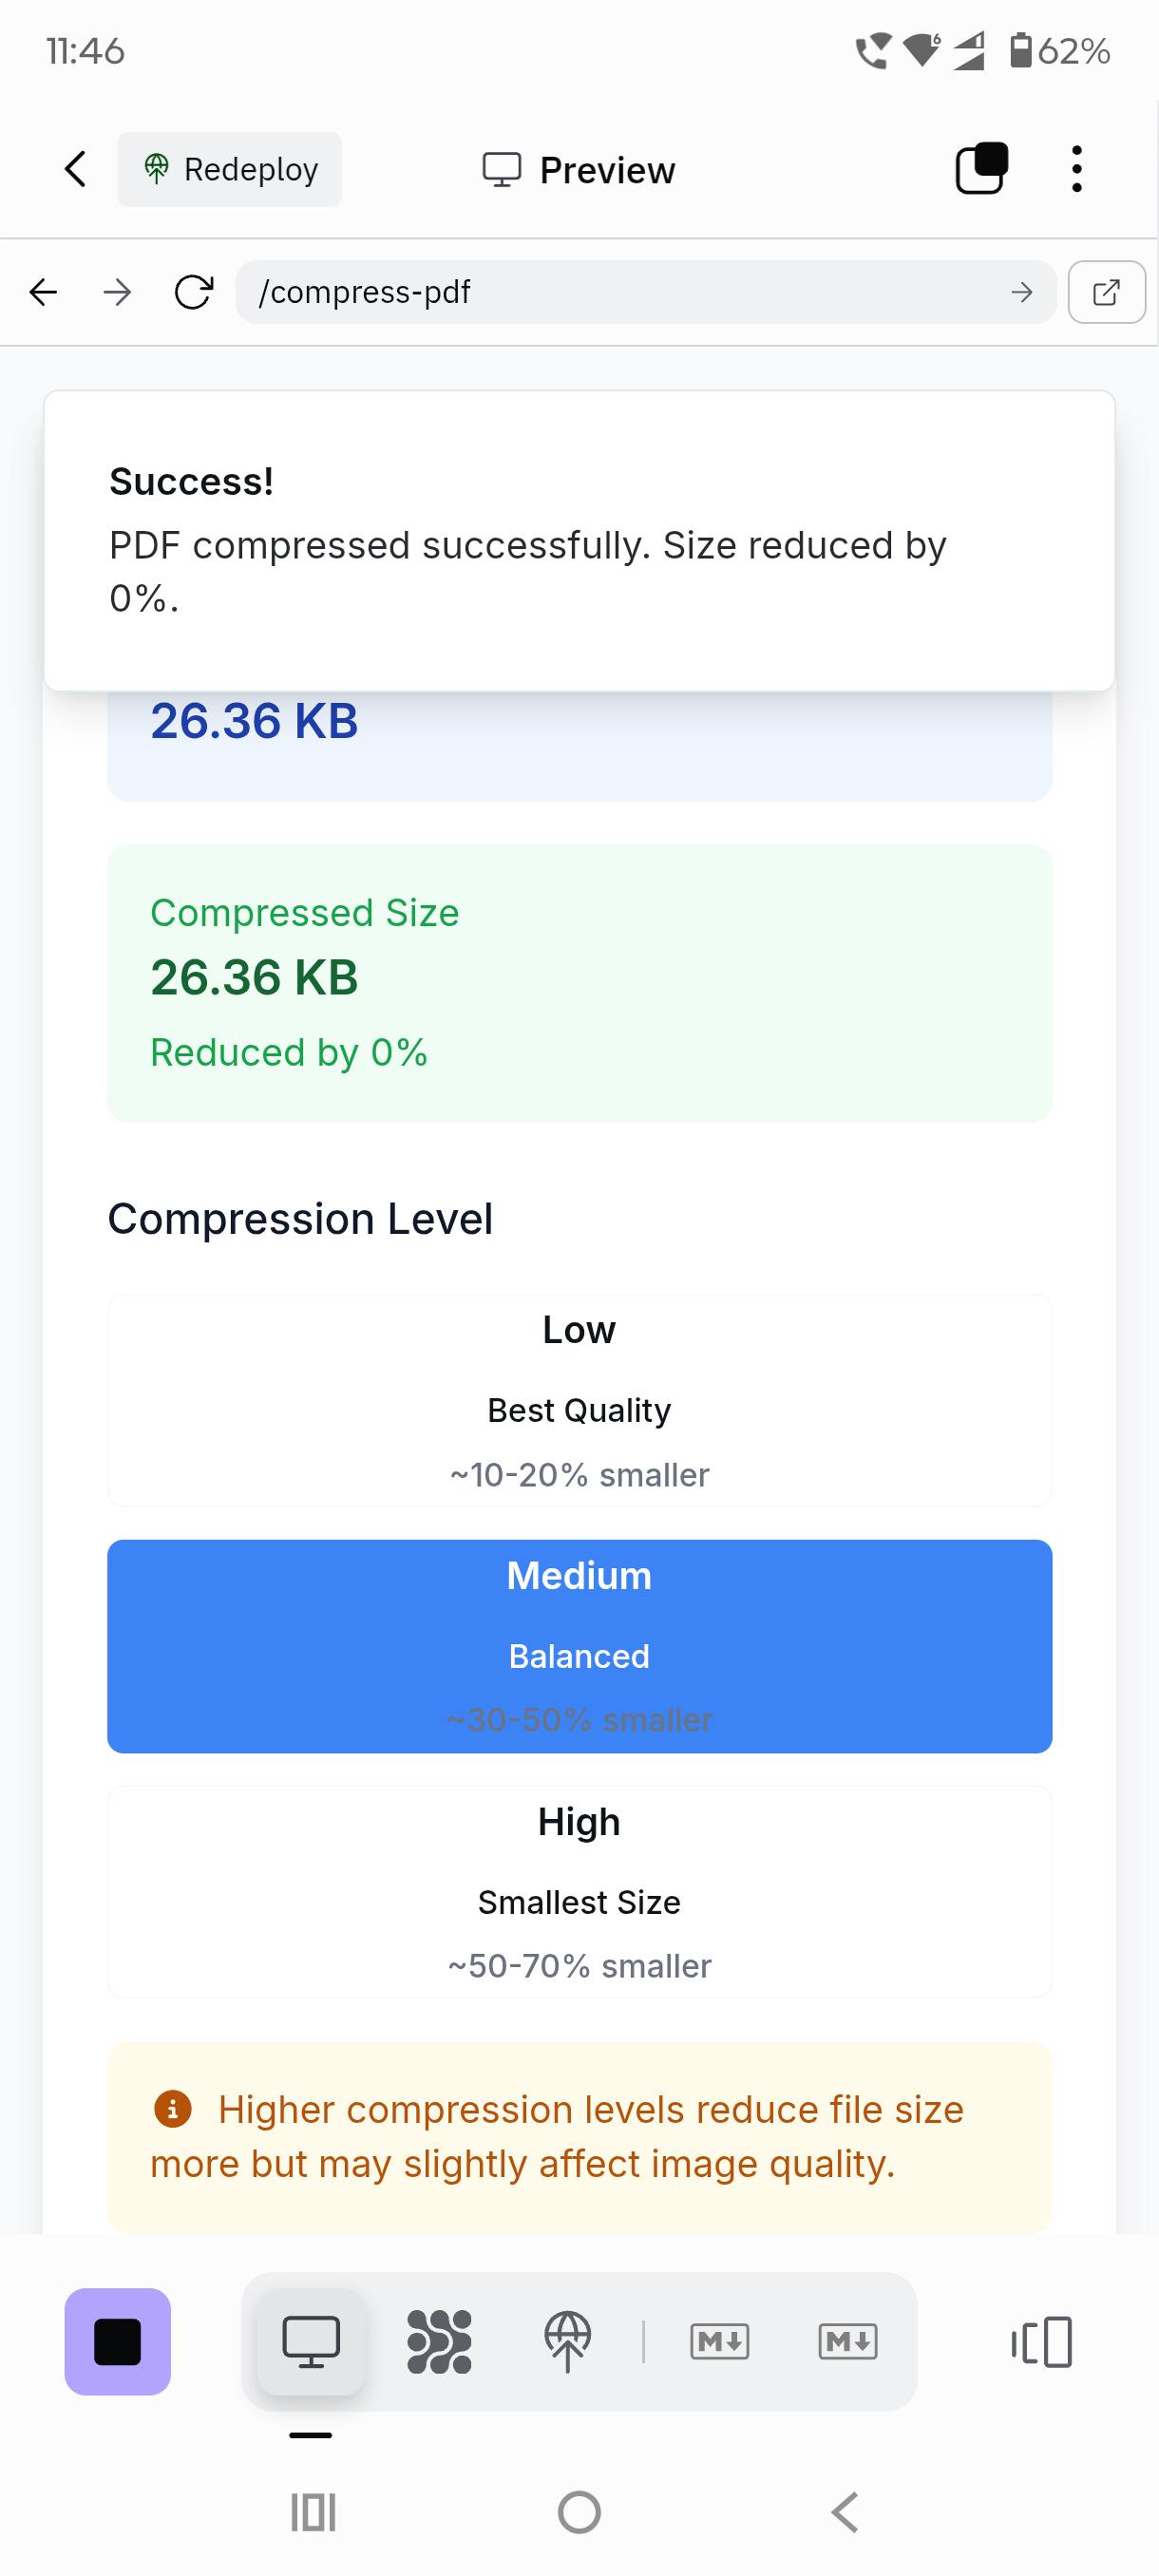 11:46
6
62%
Redeploy
Preview
/compress-pdf
Success!
PDF compressed successfully. Size reduced by
0%.
26.36 KB
Compressed Size
26.36 KB
Reduced by 0%
Compression Level
Low
Best Quality
~10-20% smaller
Medium
Balanced
~30-50% smaller
High
Smallest Size
~50-70% smaller
Higher compression levels reduce file size
more but may slightly affect image quality.
M
M